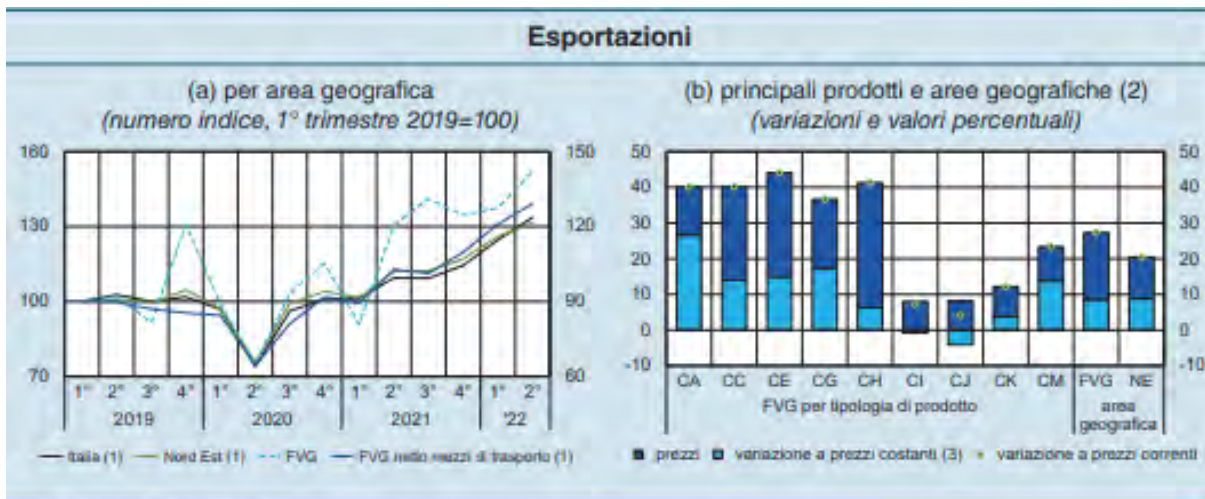 Esportazioni
(a) per area geografica
(numero indice, 1° trimestre 2019=100)
160 150
130 120
100 90
70 60
1° 2° 3° 4° 1° 2° 3° 4° 1° 2° 3° 4° 1° 2°
2019 2020 2021 '22
Italia (1) Nord Est (1) FVG FVG netto mezzi di trasporto (1)
(b) principali prodotti e aree geografiche (2)
(variazioni e valori percentuali)
50 50
40 40
30 30
20 20
10 10
0 0
-10 -10
CA CC CE CG CH CI CJ CK CM FVG NE
FVG per tipologia di prodotto area
geografica
prezzi variazione a prezzi costanti (3) variazione a prezzi correnti